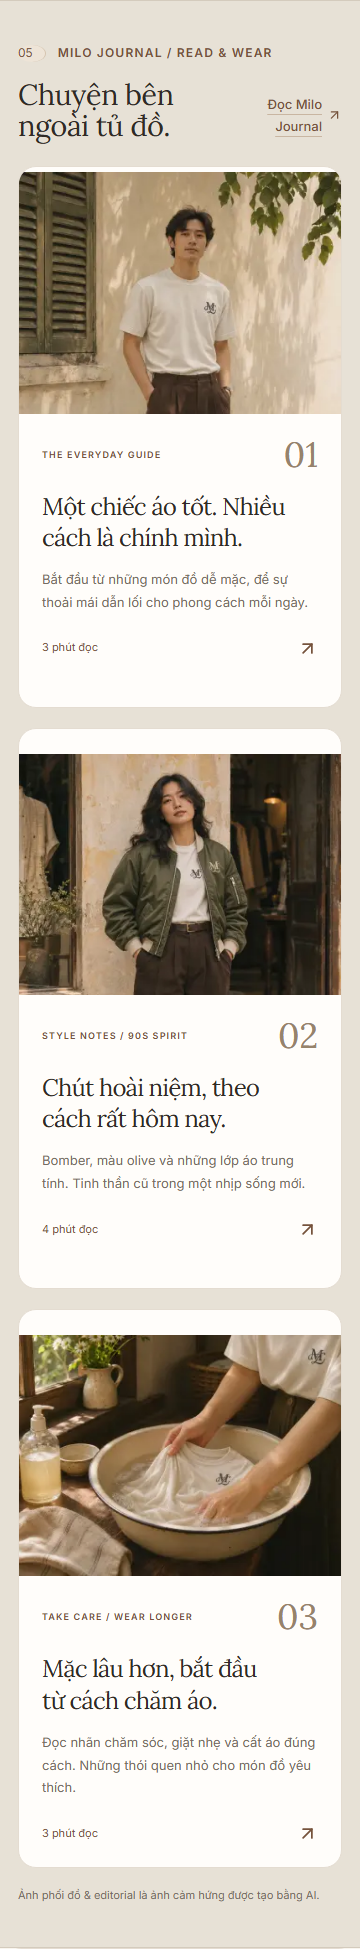 05 MILO JOURNAL / READ & WEAR
Chuyện bên
ngoài tủ đồ.
Đọc Milo
Journal
THE EVERYDAY GUIDE
01
Một chiếc áo tốt. Nhiều
cách là chính mình.
Bắt đầu từ những món đồ dễ mặc, để sự
thoải mái dẫn lối cho phong cách mỗi ngày.
3 phút đọc
STYLE NOTES / 90S SPIRIT
02
Chút hoài niệm, theo
cách rất hôm nay.
Bomber, màu olive và những lớp áo trung
tính. Tinh thần cũ trong một nhịp sống mới.
4 phút đọc
TAKE CARE / WEAR LONGER
03
Mặc lâu hơn, bắt đầu
từ cách chăm áo.
Đọc nhãn chăm sóc, giặt nhẹ và cất áo đúng
cách. Những thói quen nhỏ cho món đồ yêu
thích.
3 phút đọc
Ảnh phối đồ & editorial là ảnh cảm hứng được tạo bằng AI.